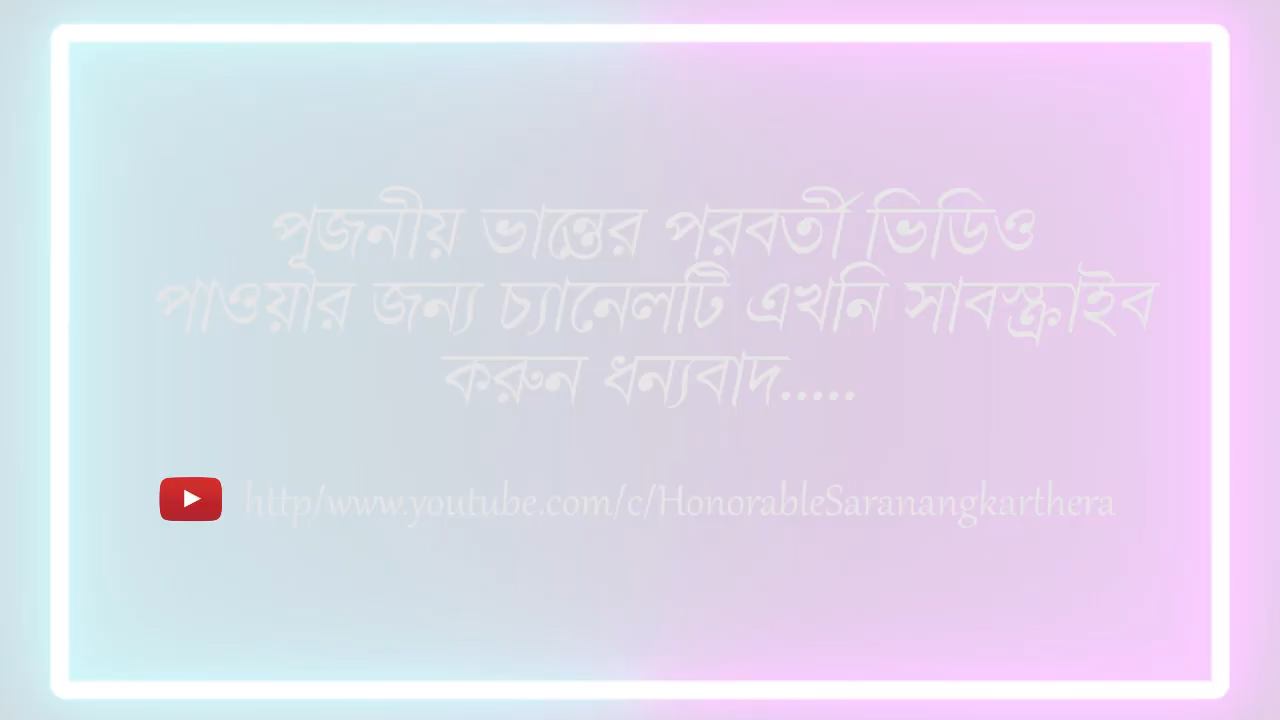 পূজনীয় ভান্তের পরবর্তী ভিডিও
পাওয়ার জন্য চ্যানেলটি এখনি সাবস্ক্রাইব
করুন ধন্যবাদ.....
http/www.youtube.com/c/HonorableSaranangkarthera